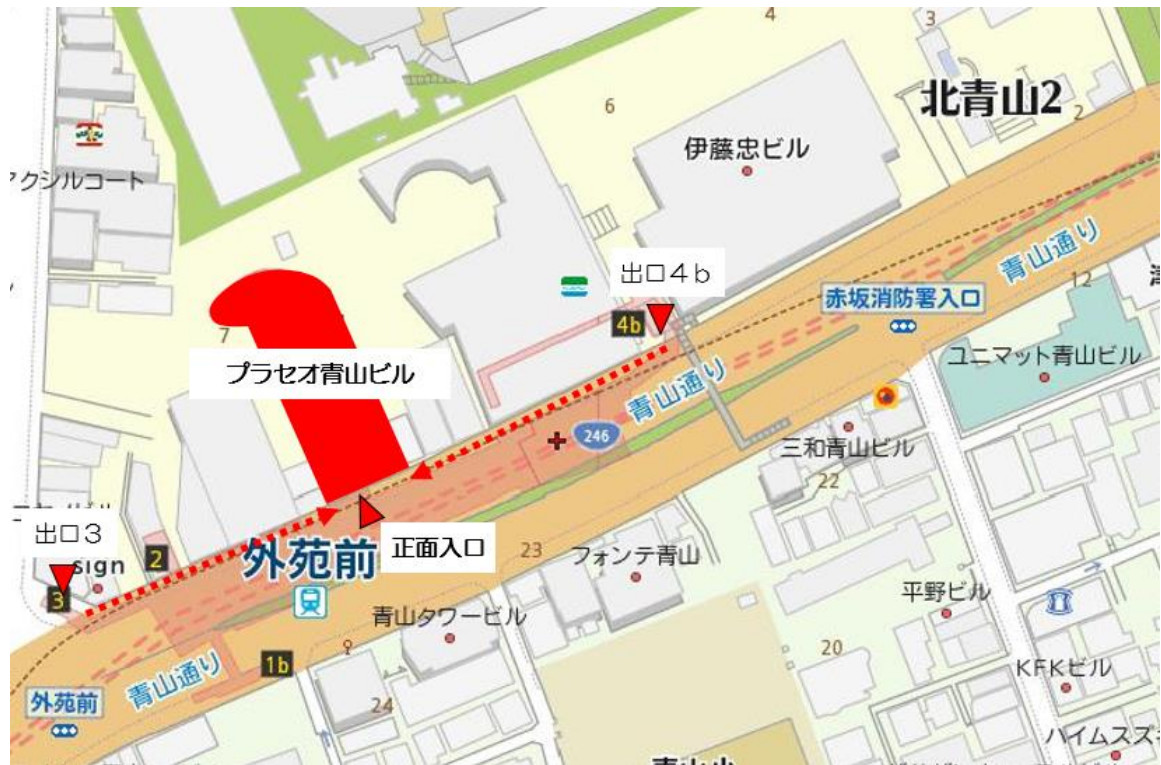 4
3
北青山2
2
6
伊藤忠ビル
クシルコート
青山通り
出口4b
12
赤坂消防署入口
7
4b
ユニマット青山ビル
プラセオ青山ビル
青山通り
246
三和青山ビル
22
出口3
正面入口
sign
2
外苑前
23
フォンテ青山
3
平野ビル
青山タワービル
20
1b
青山通り
KFKビル
外苑前
24
ハイムスズキ